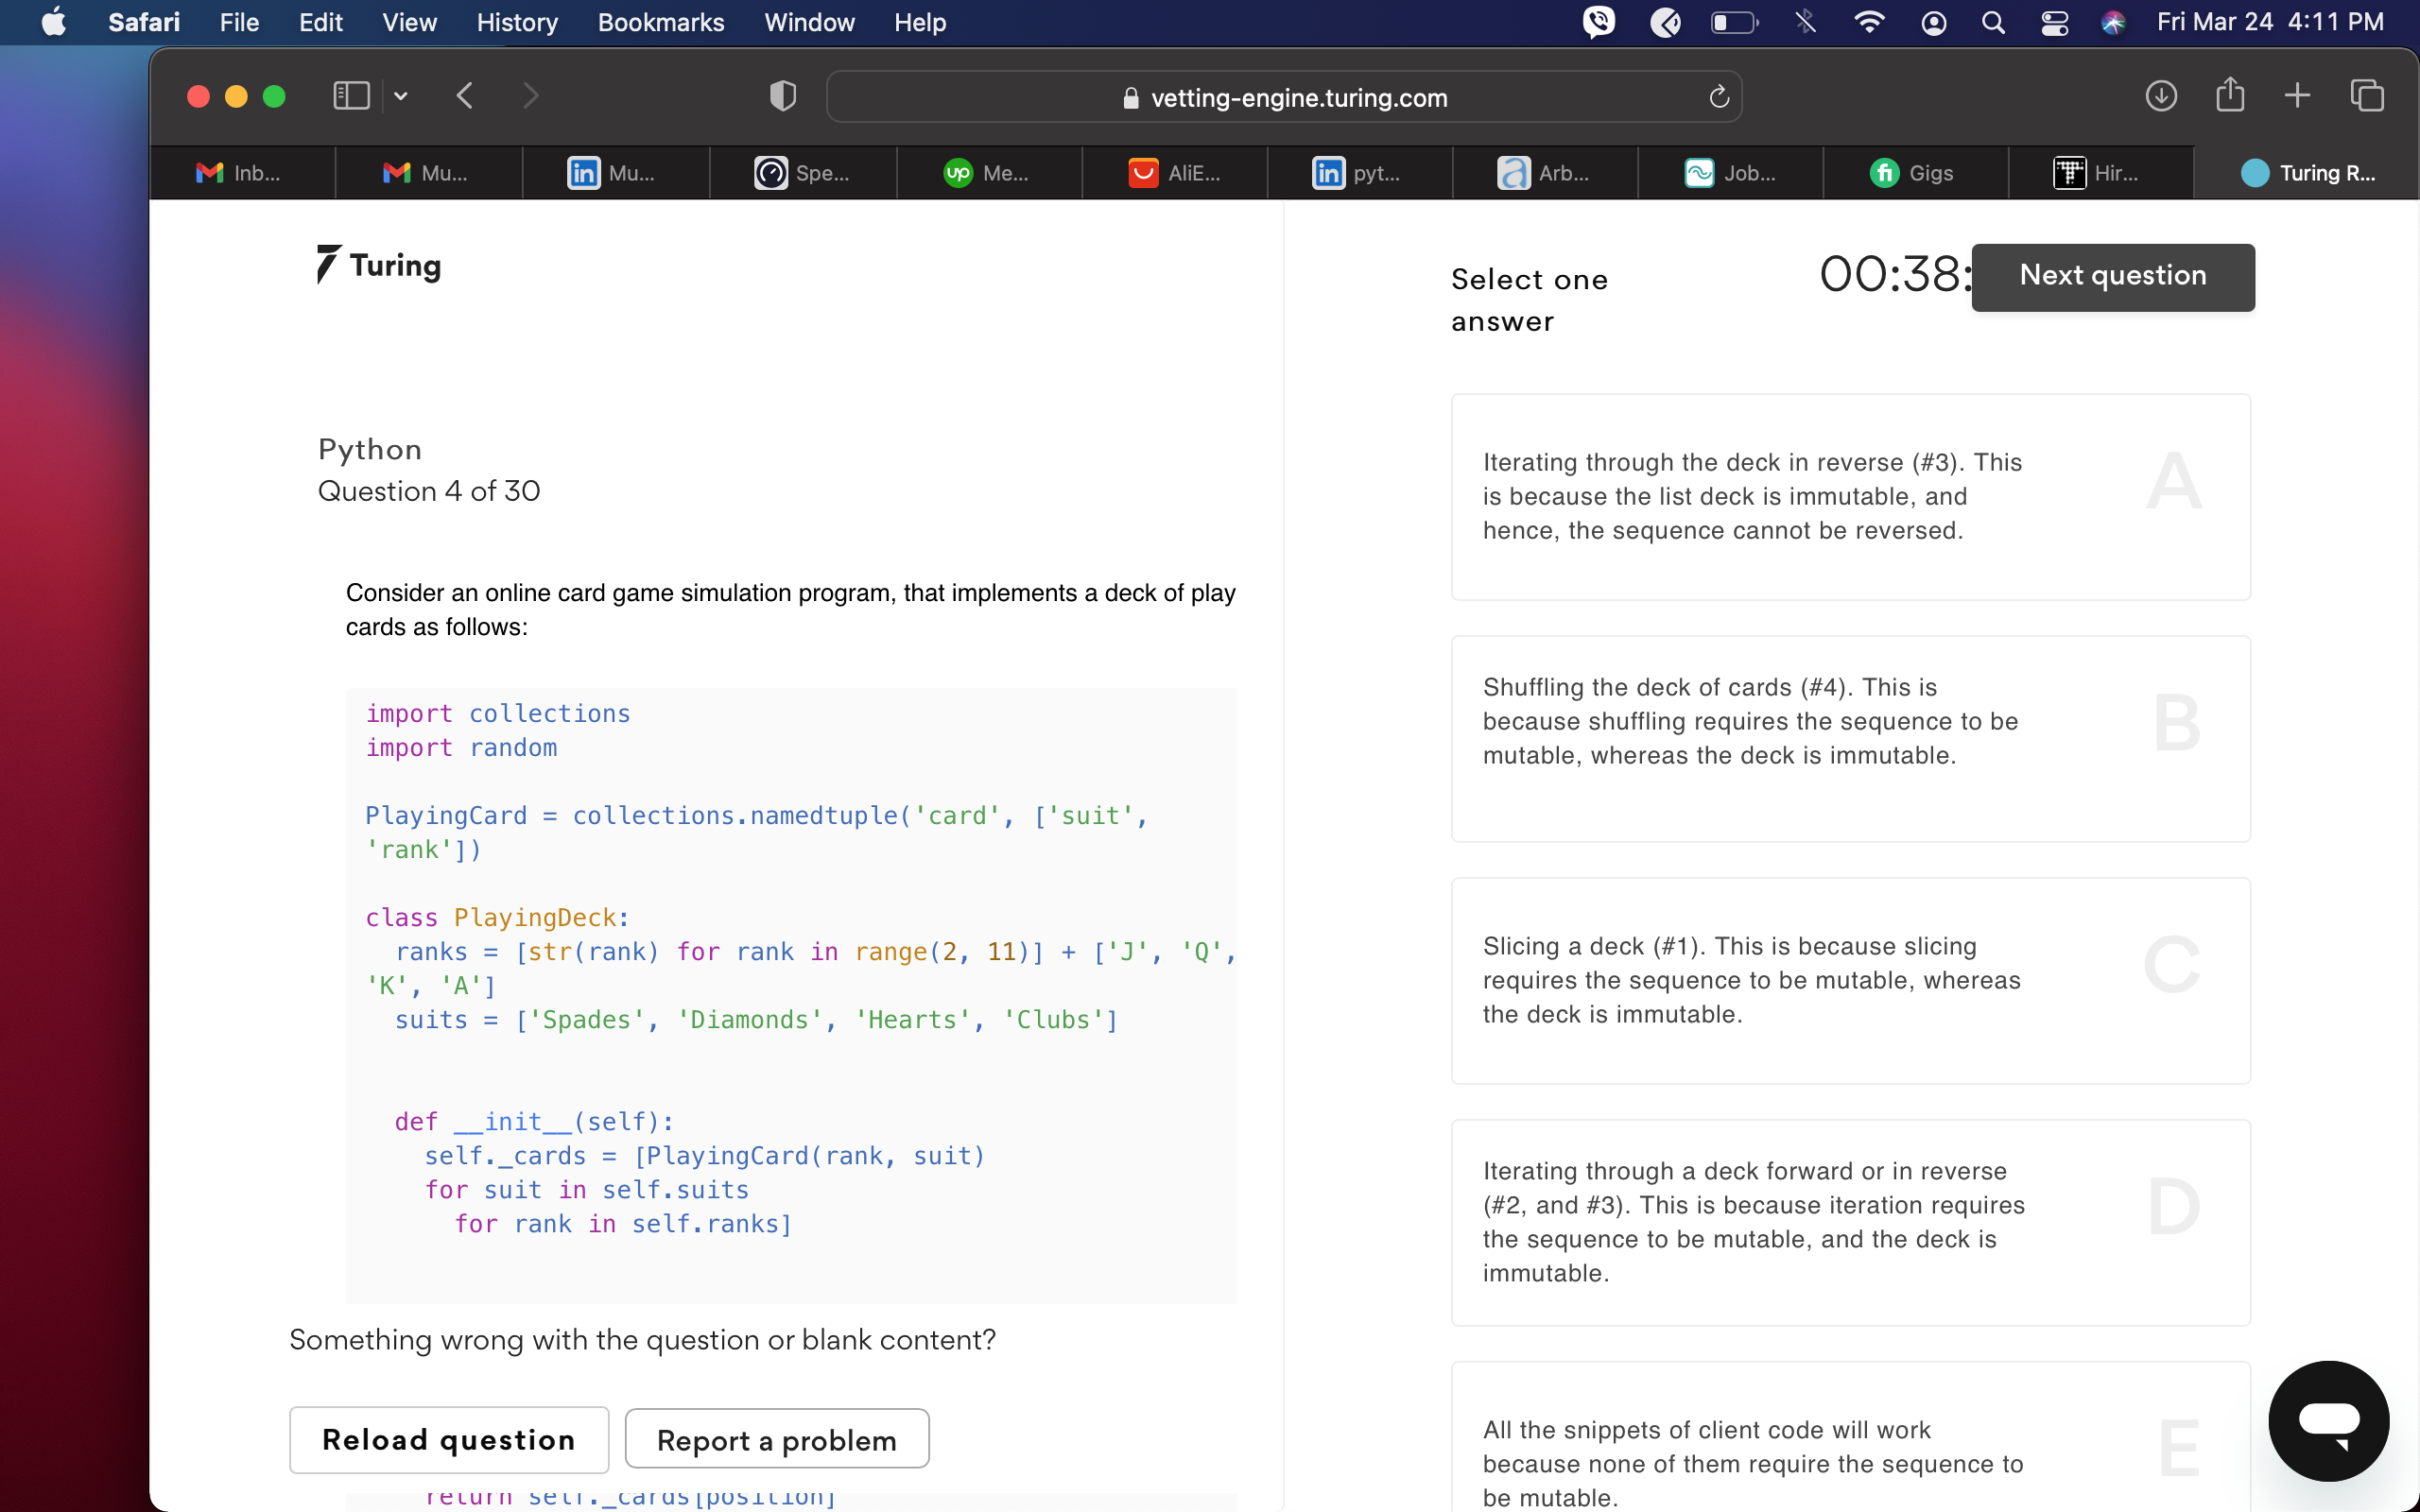 Safari File Edit View History Bookmarks Window Help Fri Mar 24 4:11 PM
vetting-engine.turing.com
Inb... Mu... Mu... Spe... Me... AliE... pyt... Arb... Job... Gigs Hir... Turing R...
Turing
Python
Question 4 of 30
Consider an online card game simulation program, that implements a deck of play
cards as follows:
import collections
import random
PlayingCard = collections.namedtuple('card', ['suit',
'rank'])
class PlayingDeck:
ranks = [str(rank) for rank in range(2, 11)] + ['J', 'Q',
'K', 'A']
suits = ['Spades', 'Diamonds', 'Hearts', 'Clubs']
def __init__(self):
self._cards = [PlayingCard(rank, suit)
for suit in self.suits
for rank in self.ranks]
Something wrong with the question or blank content?
Reload question Report a problem
return self._cards[position]
Select one
answer
00:38:
Next question
Iterating through the deck in reverse (#3). This
is because the list deck is immutable, and
hence, the sequence cannot be reversed.
A
Shuffling the deck of cards (#4). This is
because shuffling requires the sequence to be
mutable, whereas the deck is immutable.
B
Slicing a deck (#1). This is because slicing
requires the sequence to be mutable, whereas
the deck is immutable.
C
Iterating through a deck forward or in reverse
(#2, and #3). This is because iteration requires
the sequence to be mutable, and the deck is
immutable.
D
All the snippets of client code will work
because none of them require the sequence to
be mutable.
E